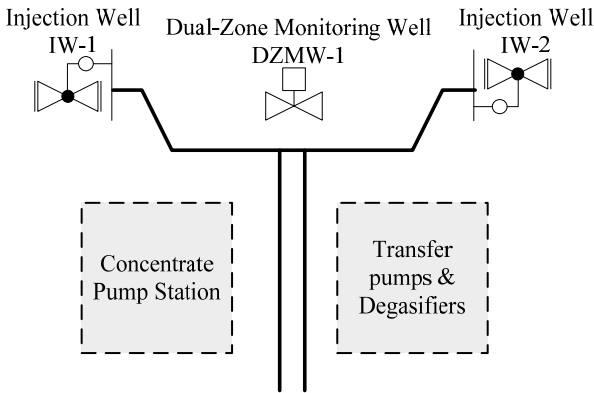 Injection Well
IW-1
Dual-Zone Monitoring Well
DZMW-1
Injection Well
IW-2
Concentrate
Pump Station
Transfer
pumps &
Degasifiers